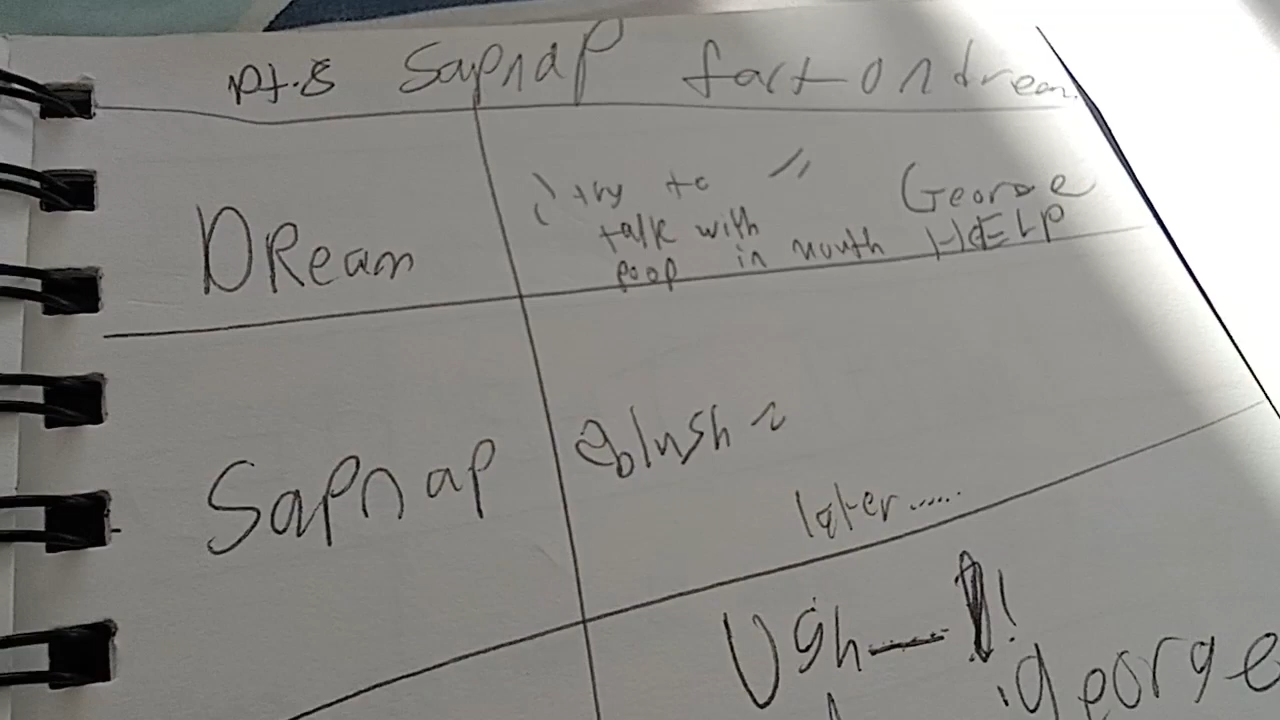 pt.8 Sapnap fart on dream
DReam
(try to " George
talk with HELP
poop in mouth
Sapnap
blush ~
later.....
Ugh—!!
george